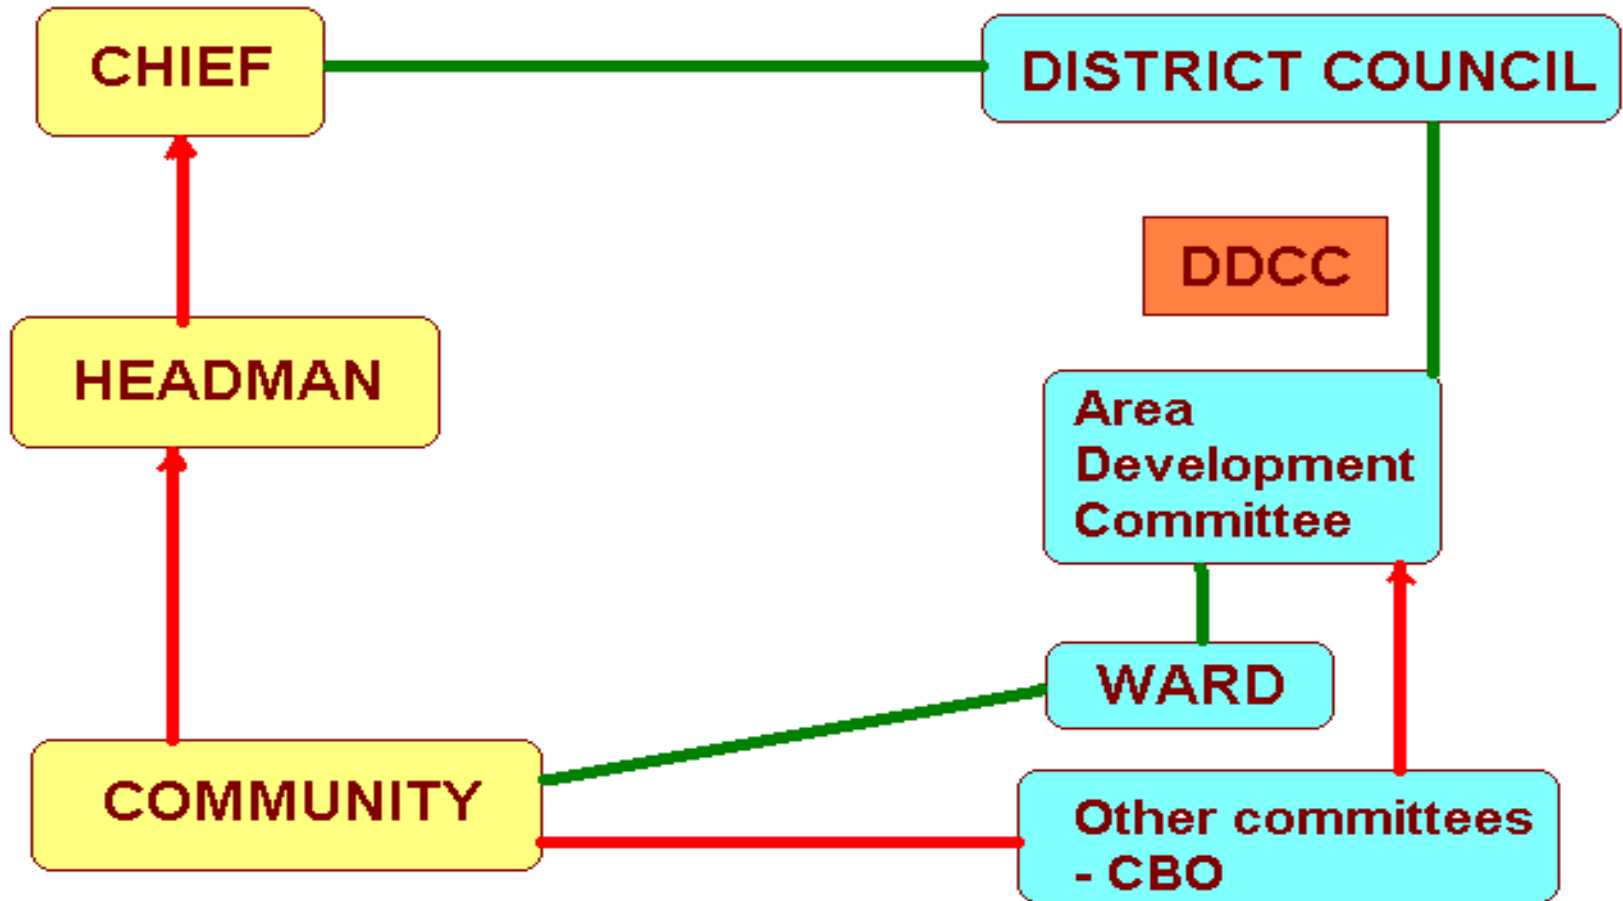 CHIEF
DISTRICT COUNCIL
DDCC
HEADMAN
Area
Development
Committee
WARD
COMMUNITY
Other committees
- CBO